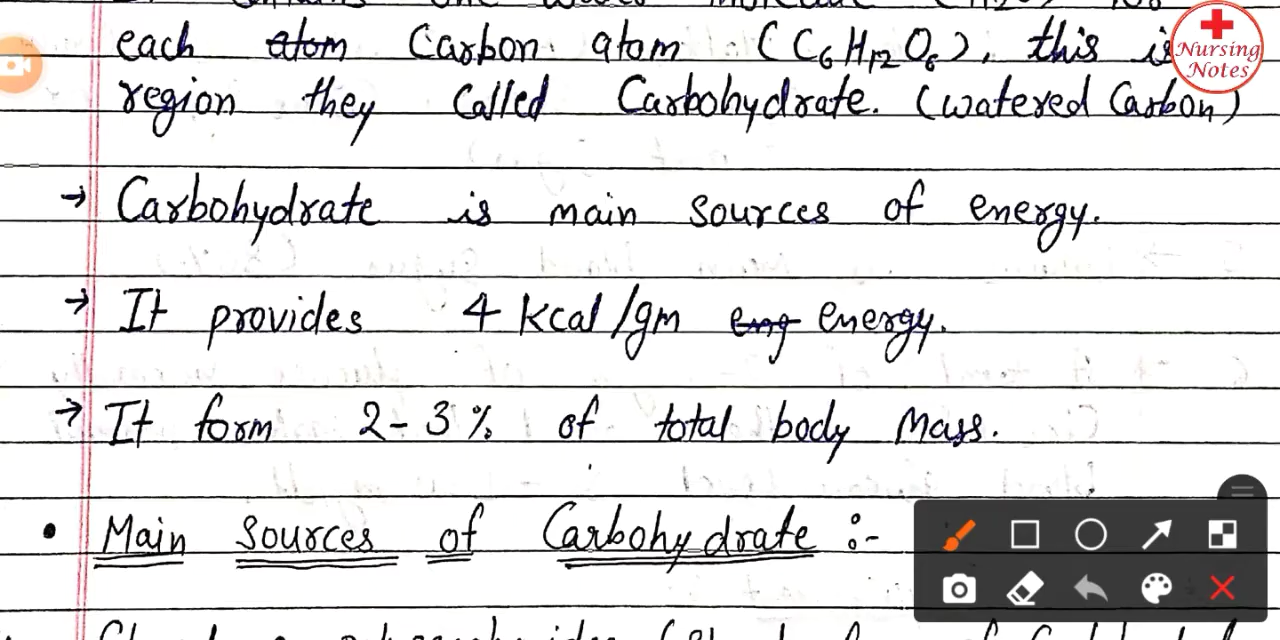 each ~~atom~~ Carbon atom (C6H12O6), this is
Nursing
Notes
region they Called Carbohydrate. (watered Carbon)
→ Carbohydrate is main sources of energy.
→ It provides 4 kcal/gm ~~eng~~ energy.
→ It form 2-3% of total body Mass.
• Main Sources of Carbohydrate :-